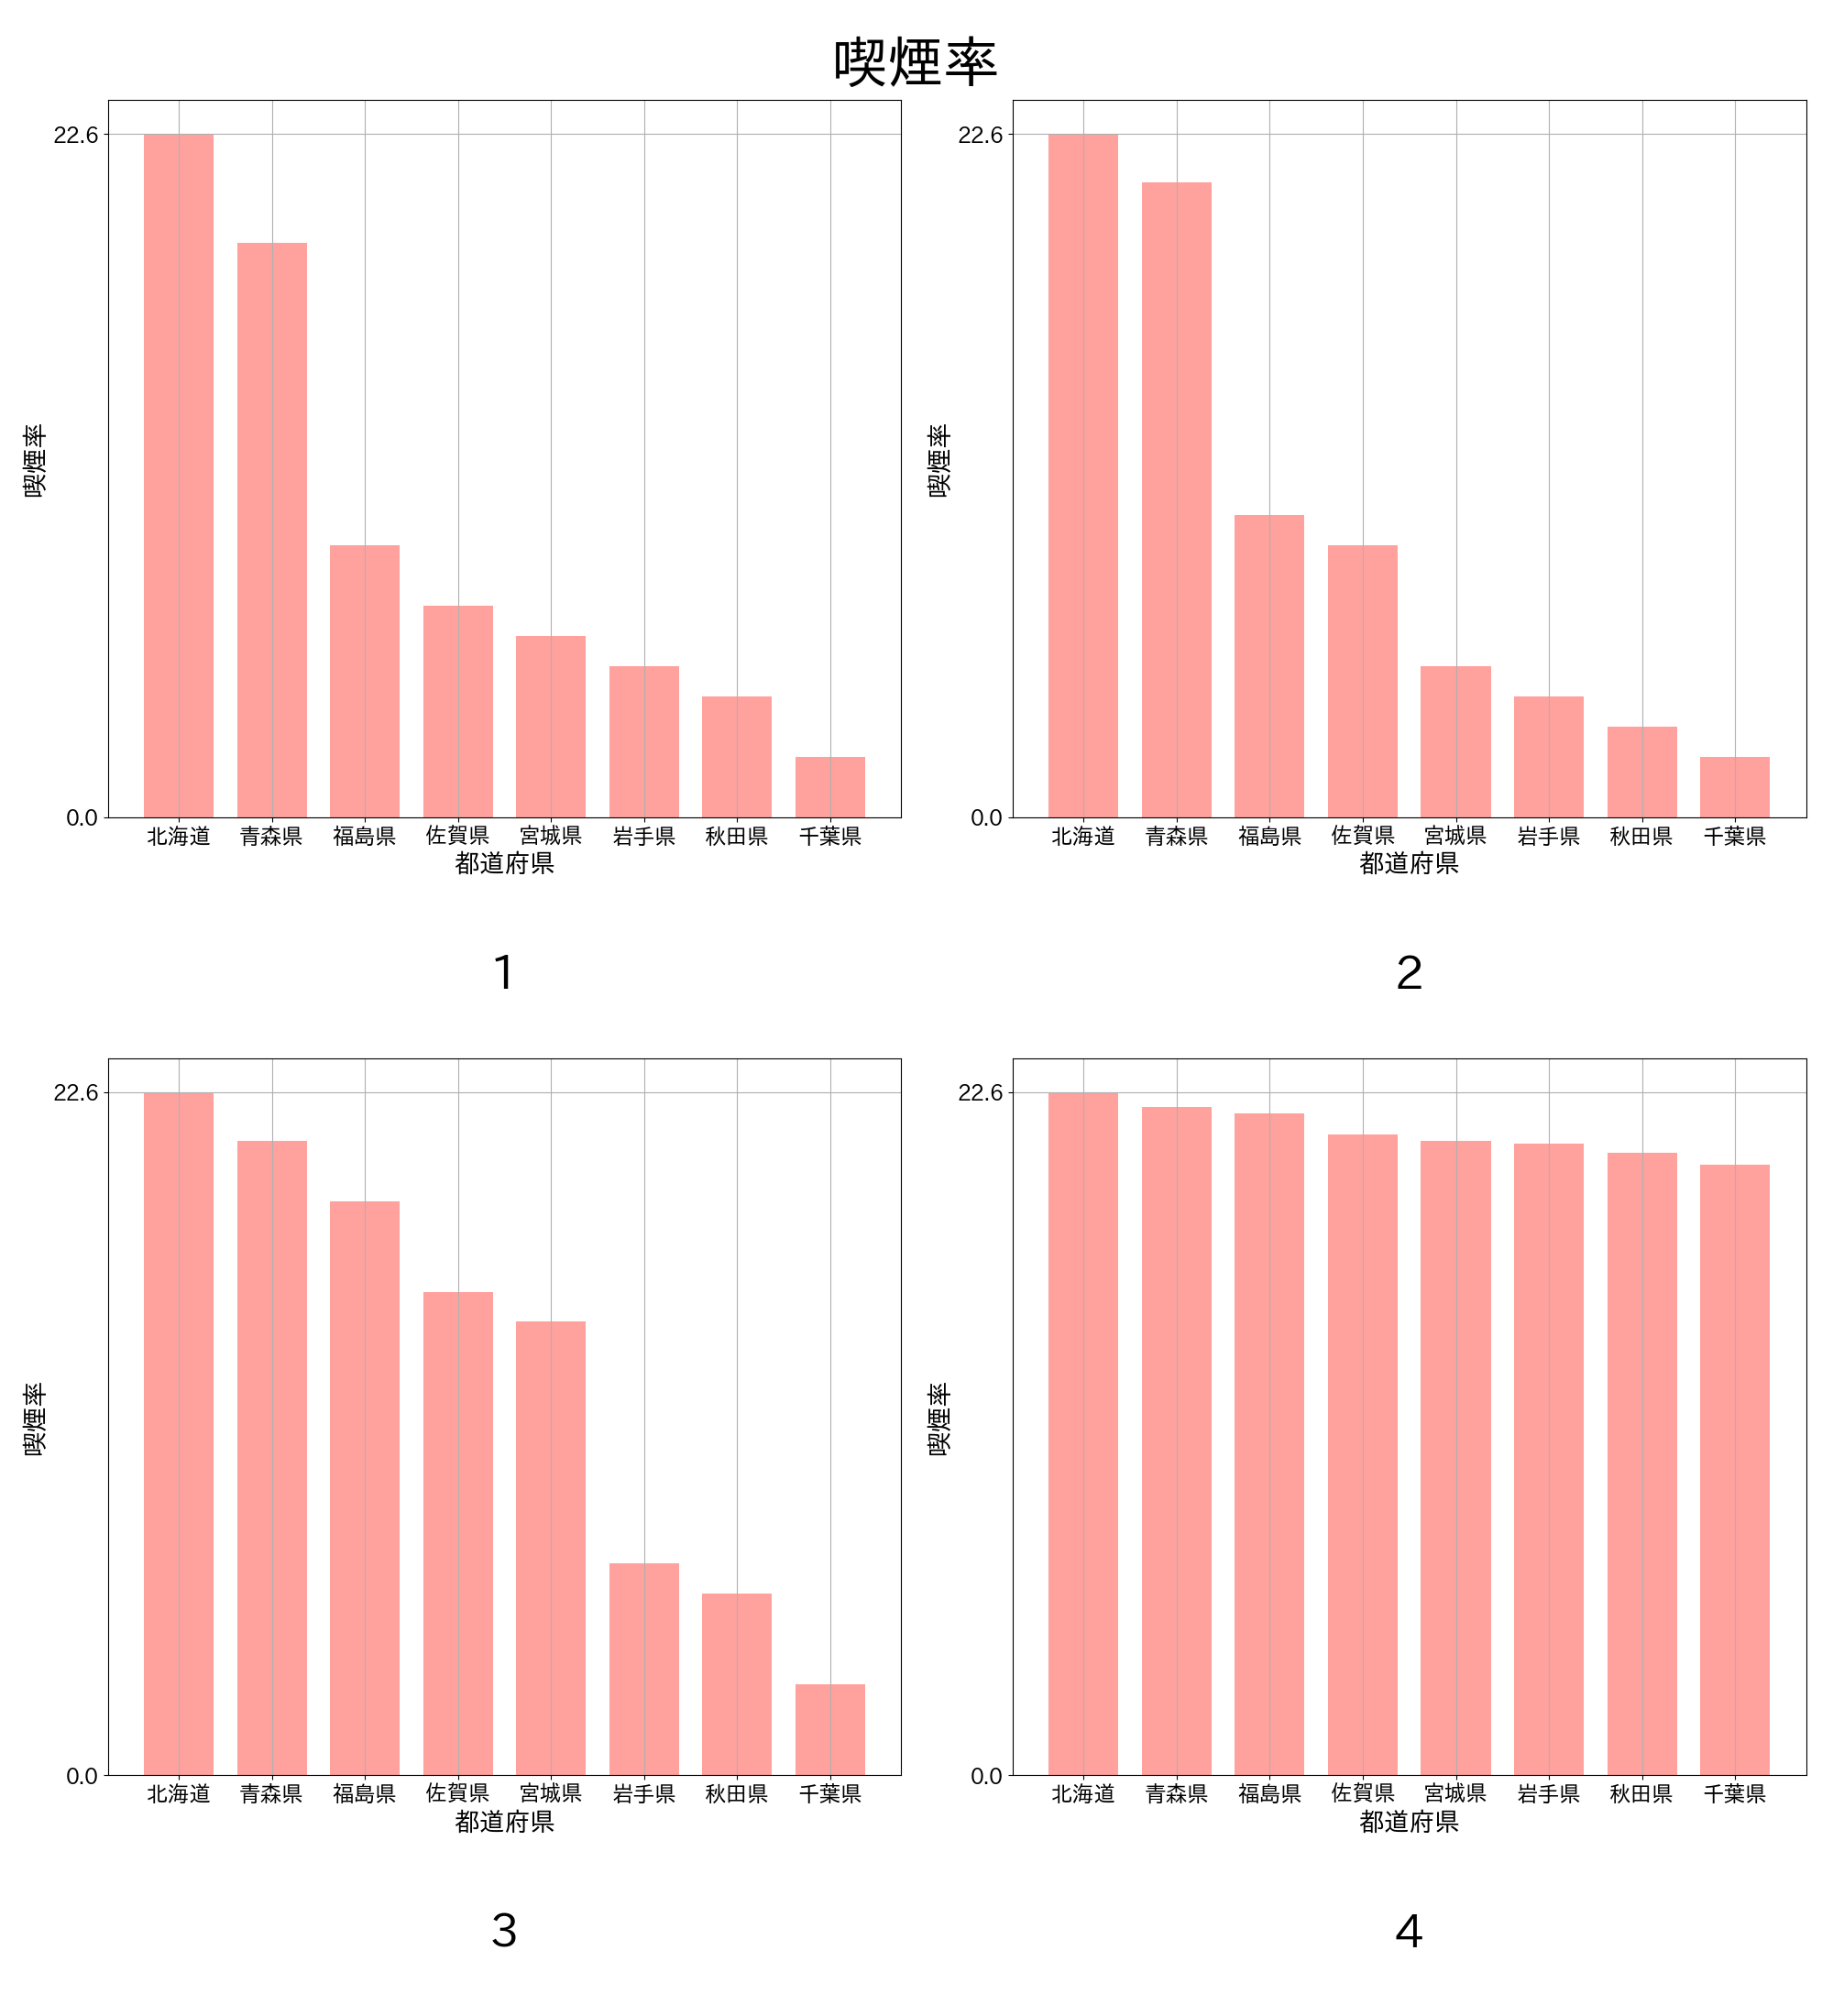 喫煙率
22.6
0.0
喫煙率
北海道 青森県 福島県 佐賀県 宮城県 岩手県 秋田県 千葉県
都道府県
1
22.6
0.0
喫煙率
北海道 青森県 福島県 佐賀県 宮城県 岩手県 秋田県 千葉県
都道府県
2
22.6
0.0
喫煙率
北海道 青森県 福島県 佐賀県 宮城県 岩手県 秋田県 千葉県
都道府県
3
22.6
0.0
喫煙率
北海道 青森県 福島県 佐賀県 宮城県 岩手県 秋田県 千葉県
都道府県
4